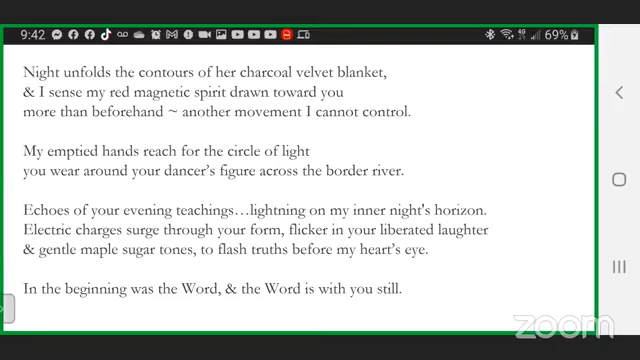 9:42
4G
69%
Night unfolds the contours of her charcoal velvet blanket,
& I sense my red magnetic spirit drawn toward you
more than beforehand ~ another movement I cannot control.
My emptied hands reach for the circle of light
you wear around your dancer's figure across the border river.
Echoes of your evening teachings…lightning on my inner night's horizon.
Electric charges surge through your form, flicker in your liberated laughter
& gentle maple sugar tones, to flash truths before my heart's eye.
In the beginning was the Word, & the Word is with you still.
zoom